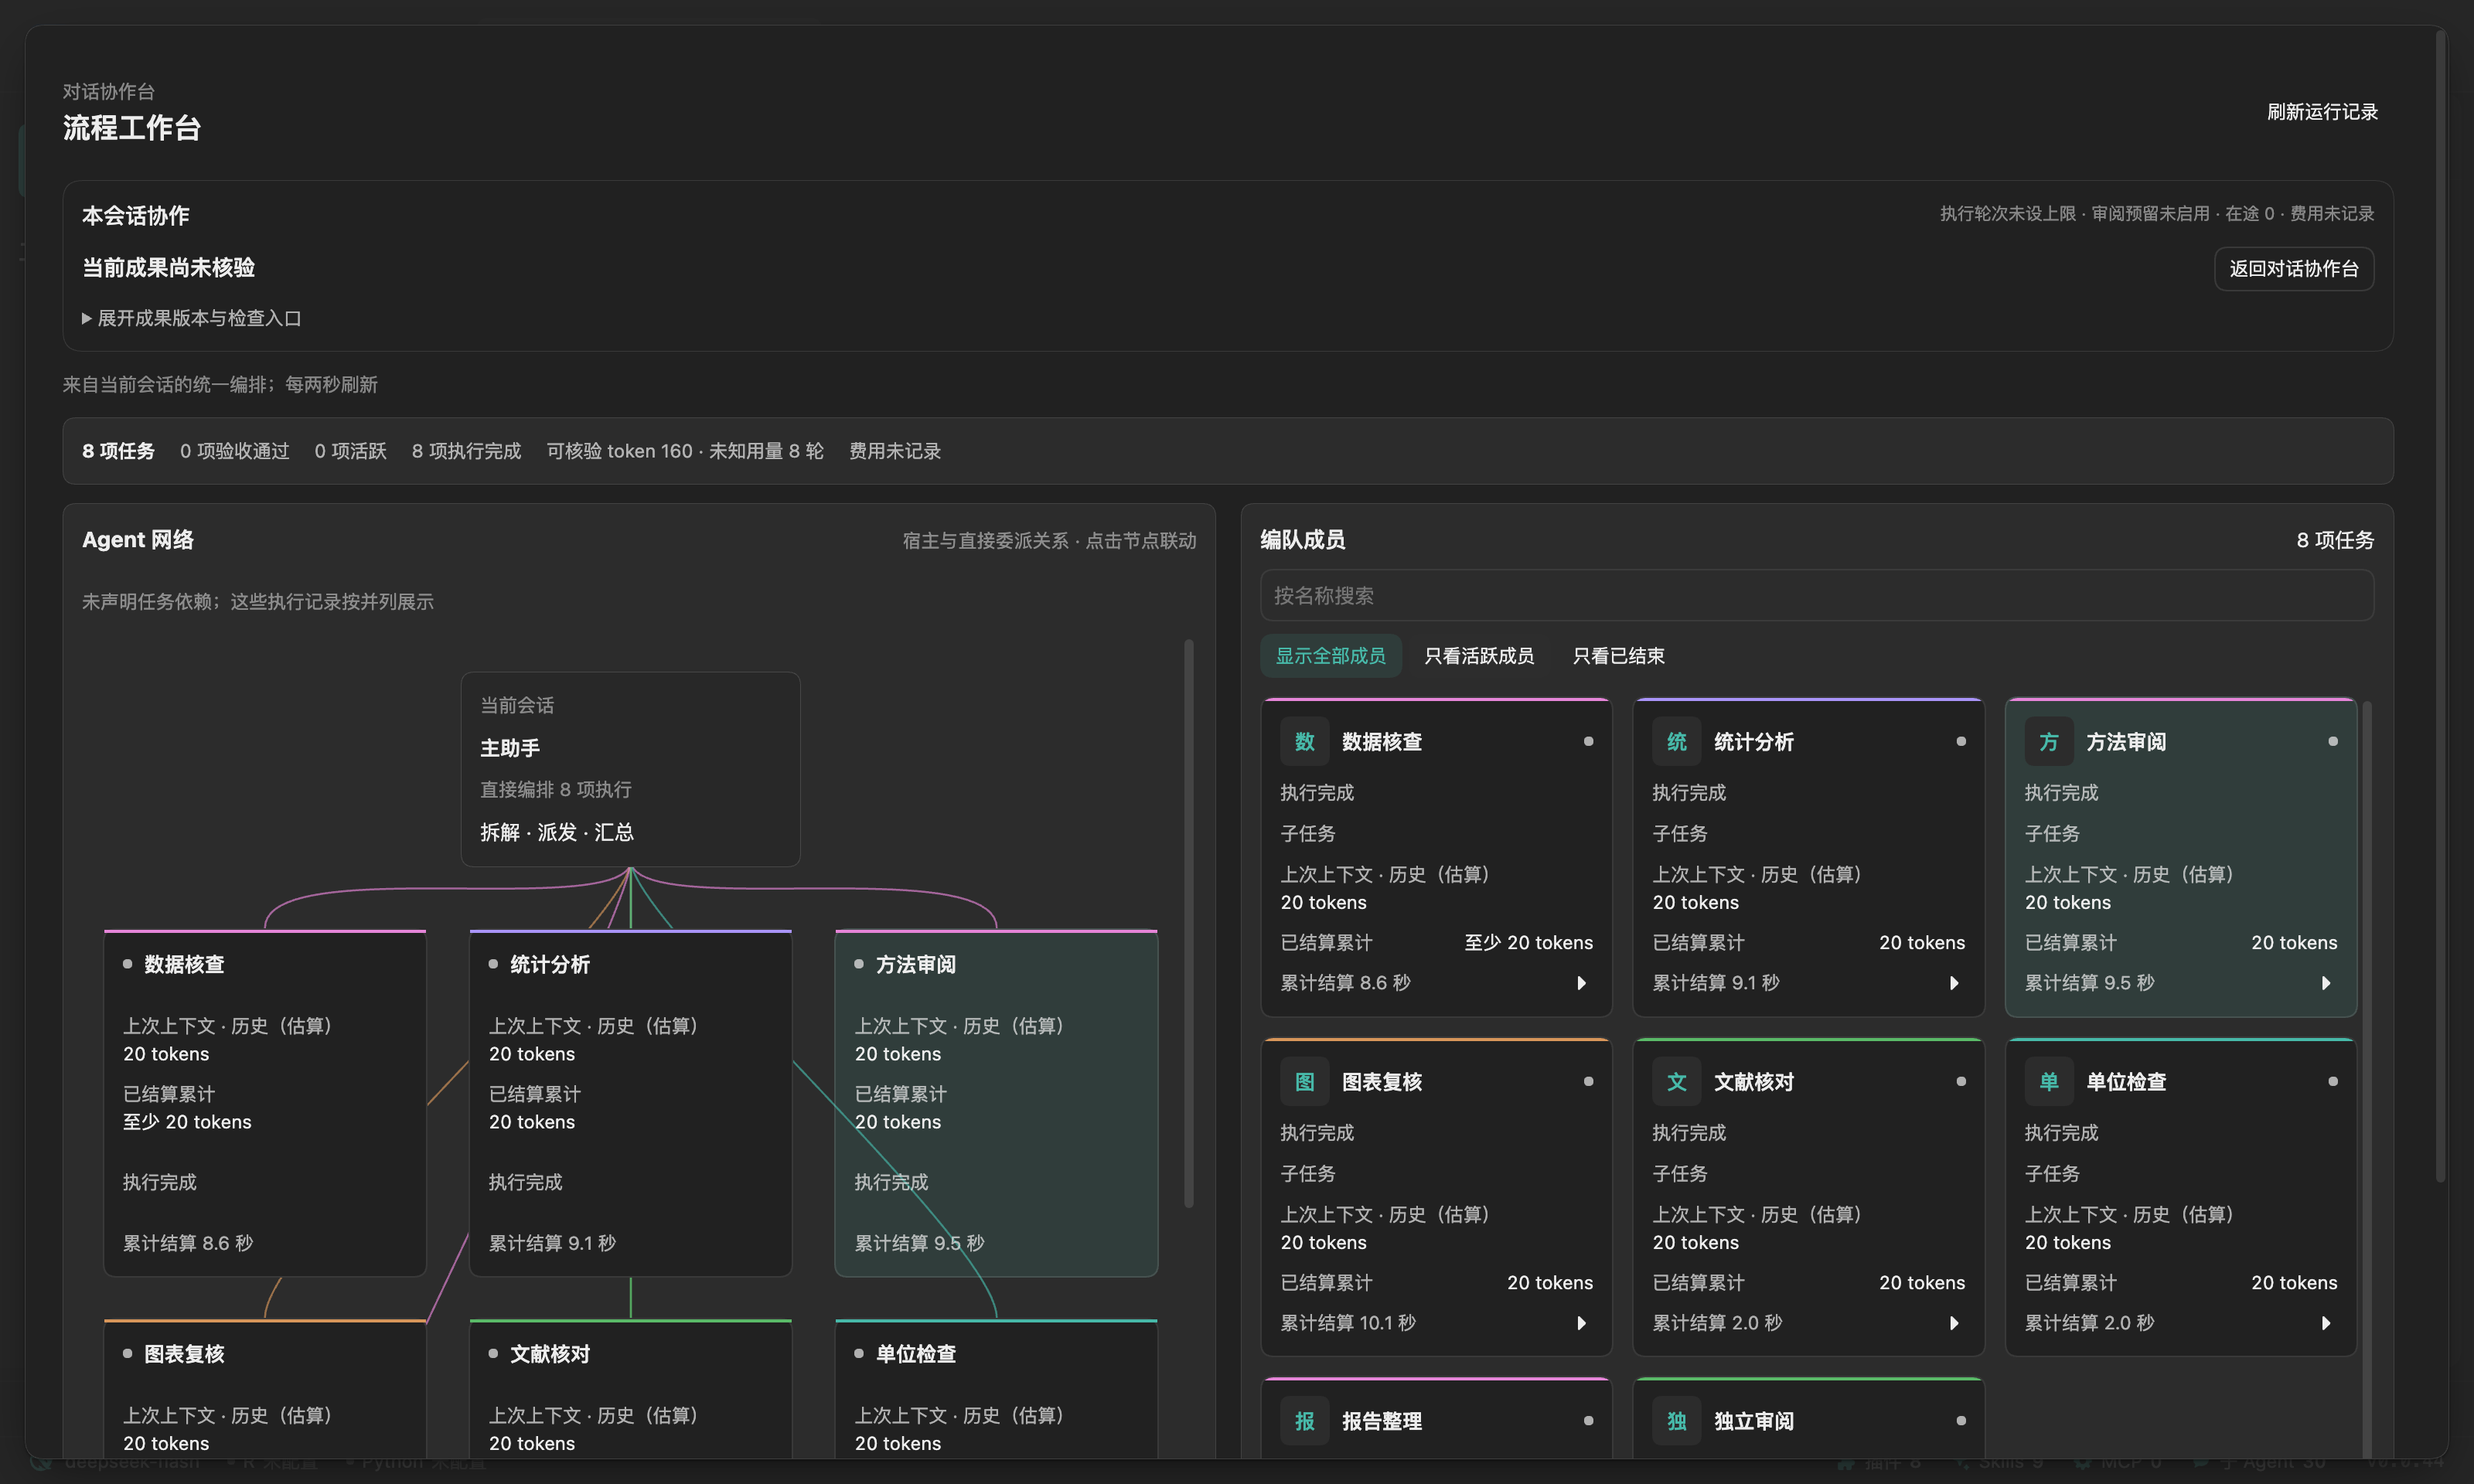 对话协作台
流程工作台
刷新运行记录
本会话协作
执行轮次未设上限 · 审阅预留未启用 · 在途 0 · 费用未记录
当前成果尚未核验
返回对话协作台
▶ 展开成果版本与检查入口
来自当前会话的统一编排；每两秒刷新
8 项任务 0 项验收通过 0 项活跃 8 项执行完成 可核验 token 160 · 未知用量 8 轮 费用未记录
Agent 网络
宿主与直接委派关系 · 点击节点联动
未声明任务依赖；这些执行记录按并列展示
当前会话
主助手
直接编排 8 项执行
拆解 · 派发 · 汇总
数据核查
上次上下文 · 历史（估算）
20 tokens
已结算累计
至少 20 tokens
执行完成
累计结算 8.6 秒
统计分析
上次上下文 · 历史（估算）
20 tokens
已结算累计
20 tokens
执行完成
累计结算 9.1 秒
方法审阅
上次上下文 · 历史（估算）
20 tokens
已结算累计
20 tokens
执行完成
累计结算 9.5 秒
图表复核
上次上下文 · 历史（估算）
20 tokens
文献核对
上次上下文 · 历史（估算）
20 tokens
单位检查
上次上下文 · 历史（估算）
20 tokens
编队成员
8 项任务
按名称搜索
显示全部成员 只看活跃成员 只看已结束
数 数据核查
执行完成
子任务
上次上下文 · 历史（估算）
20 tokens
已结算累计 至少 20 tokens
累计结算 8.6 秒
统 统计分析
执行完成
子任务
上次上下文 · 历史（估算）
20 tokens
已结算累计 20 tokens
累计结算 9.1 秒
方 方法审阅
执行完成
子任务
上次上下文 · 历史（估算）
20 tokens
已结算累计 20 tokens
累计结算 9.5 秒
图 图表复核
执行完成
子任务
上次上下文 · 历史（估算）
20 tokens
已结算累计 20 tokens
累计结算 10.1 秒
文 文献核对
执行完成
子任务
上次上下文 · 历史（估算）
20 tokens
已结算累计 20 tokens
累计结算 2.0 秒
单 单位检查
执行完成
子任务
上次上下文 · 历史（估算）
20 tokens
已结算累计 20 tokens
累计结算 2.0 秒
报 报告整理
独 独立审阅